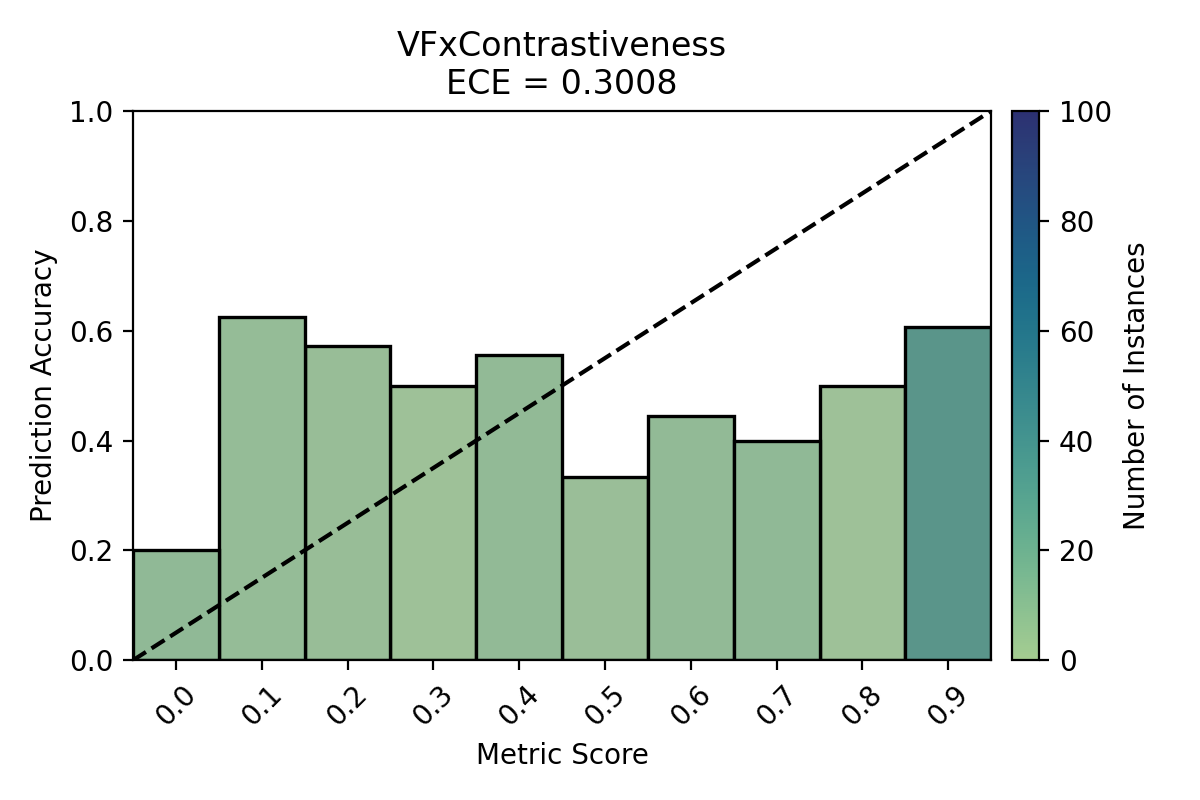 VFxContrastiveness
ECE = 0.3008
Prediction Accuracy
1.0
0.8
0.6
0.4
0.2
0.0
0.0 0.1 0.2 0.3 0.4 0.5 0.6 0.7 0.8 0.9
Metric Score
100
80
60
40
20
0
Number of Instances